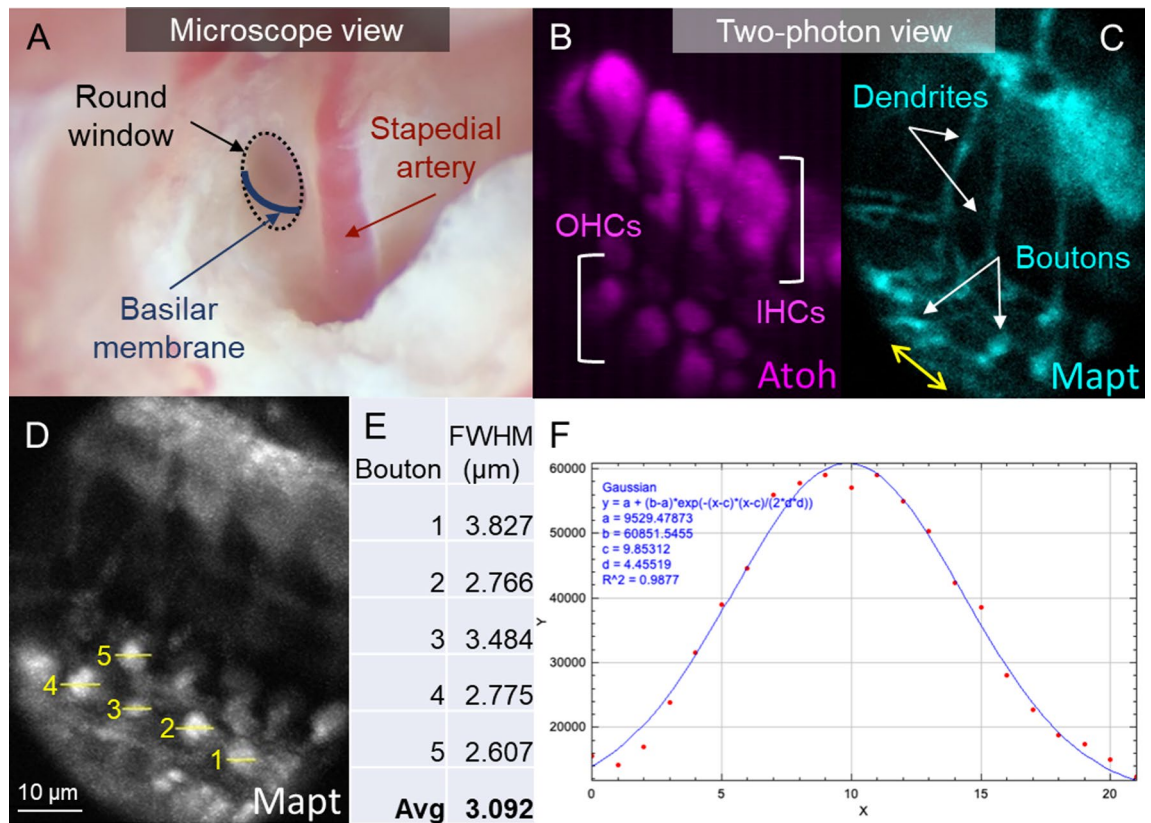 A
Microscope view
Round
window
Stapedial
artery
Basilar
membrane
B
Two-photon view
C
OHCs
IHCs
Atoh
Dendrites
Boutons
Mapt
D
5
4
3
2
1
10 µm
Mapt
E
Bouton FWHM (µm)
1 3.827
2 2.766
3 3.484
4 2.775
5 2.607
Avg 3.092
F
Gaussian
y = a + (b-a)*exp(-(x-c)*(x-c)/(2*d*d))
a = 9529.47873
b = 60851.5455
c = 9.85312
d = 4.45519
R^2 = 0.9877
60000
50000
40000
30000
20000
Y
0 5 10 15 20
X